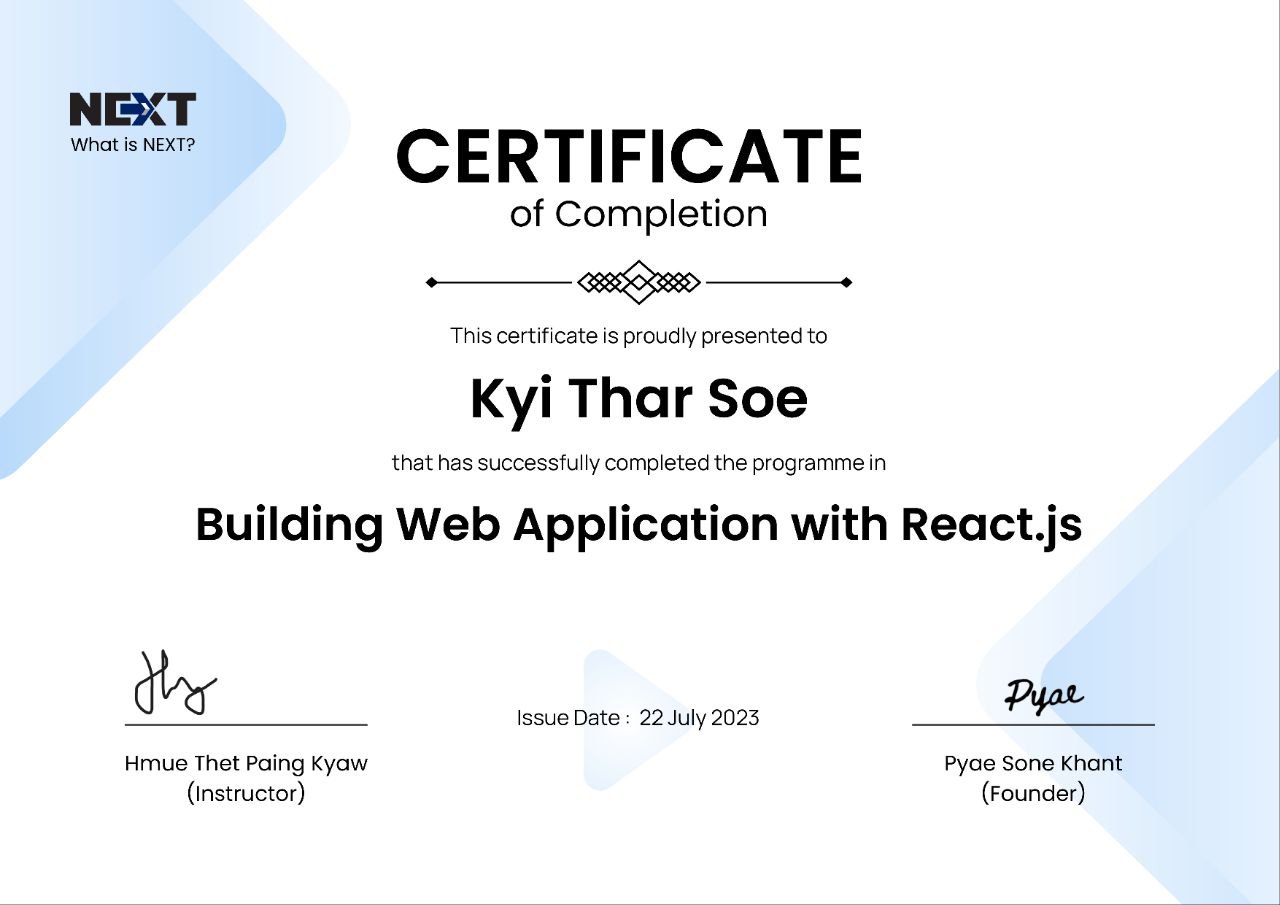 NEXT
What is NEXT?
CERTIFICATE
of Completion
This certificate is proudly presented to
Kyi Thar Soe
that has successfully completed the programme in
Building Web Application with React.js
Pyae
Issue Date : 22 July 2023
Hmue Thet Paing Kyaw
(Instructor)
Pyae Sone Khant
(Founder)